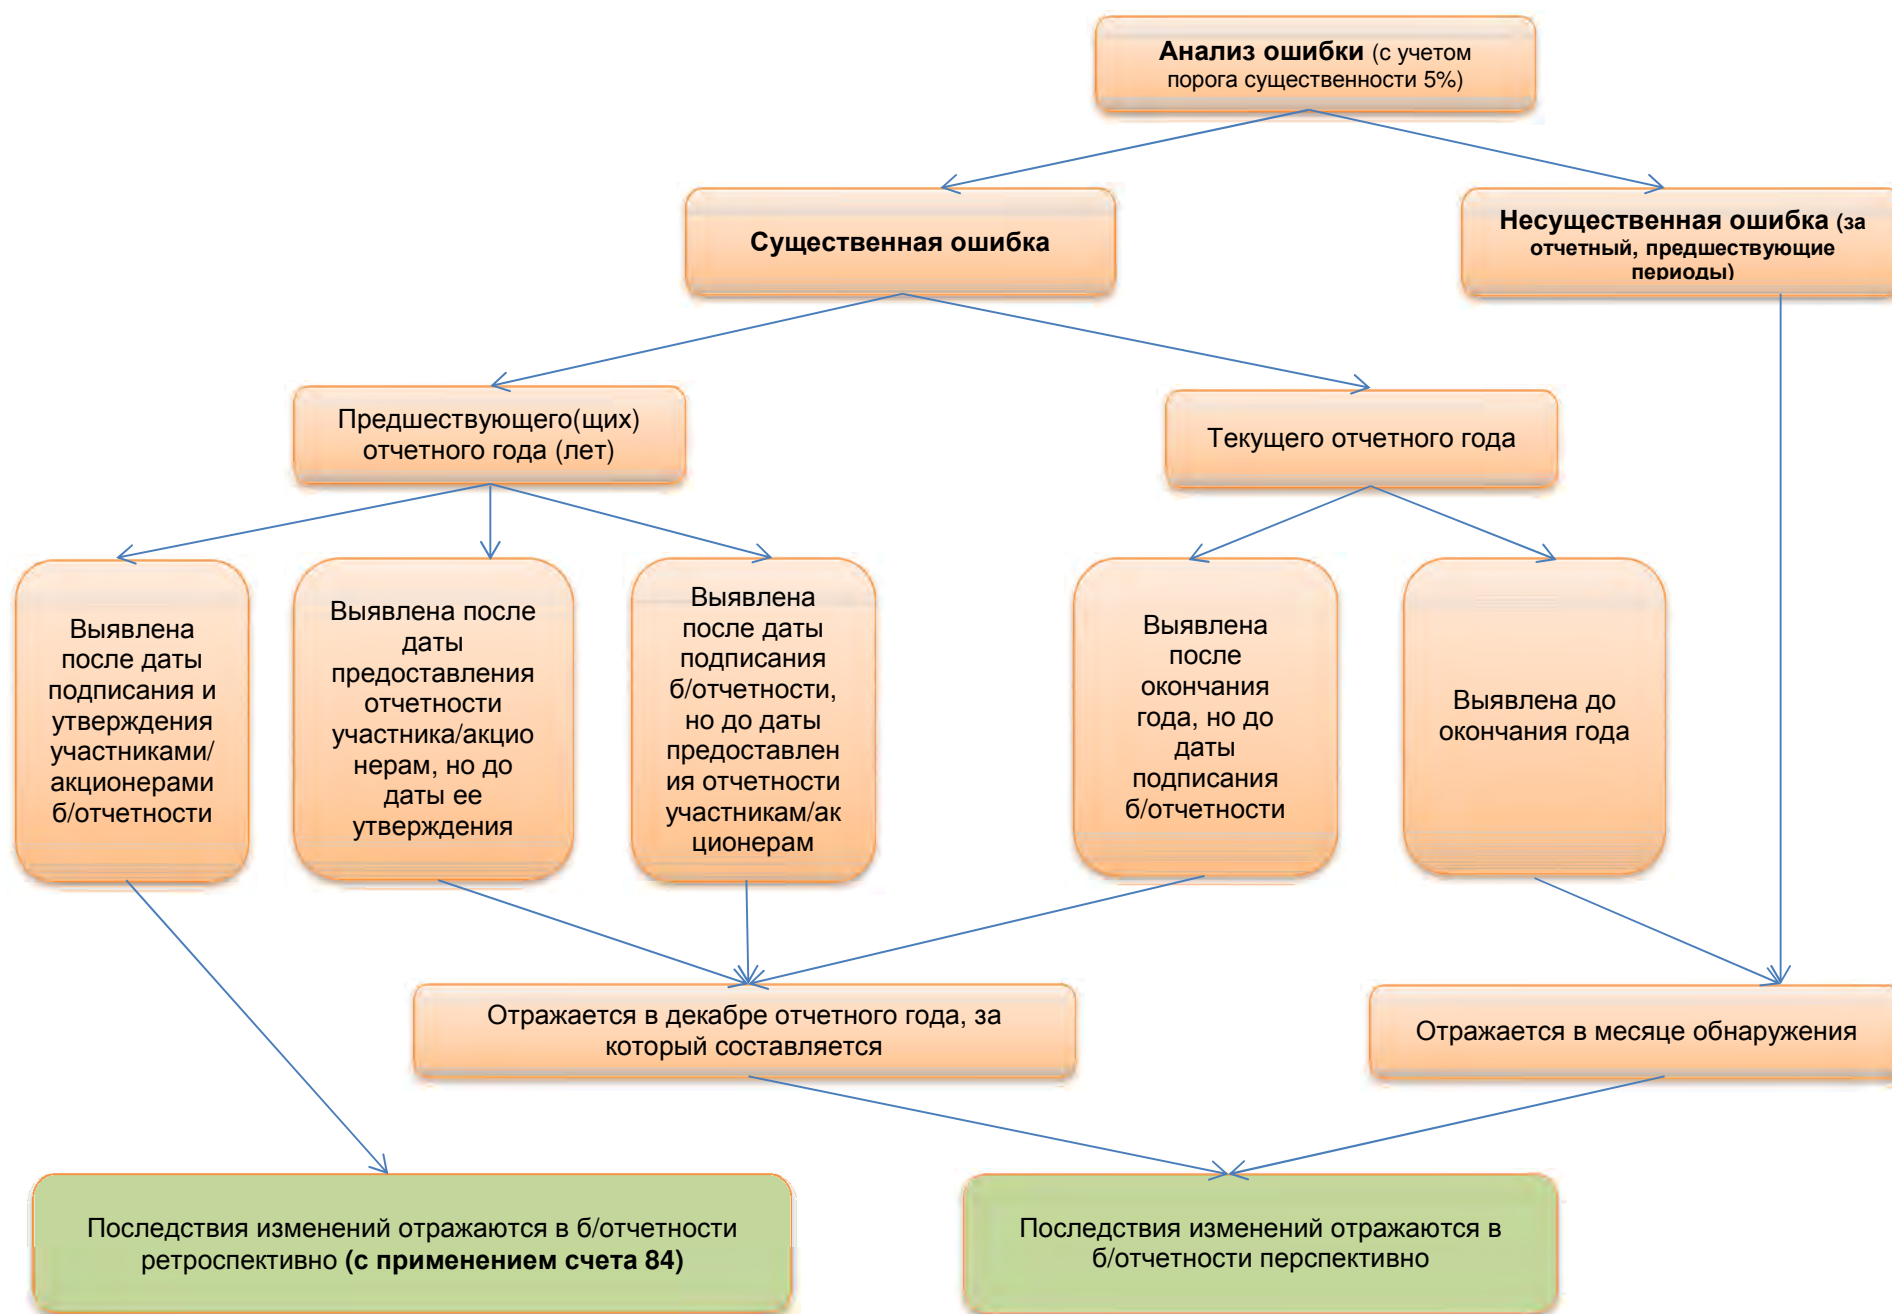 Анализ ошибки (с учетом
порога существенности 5%)
Существенная ошибка
Несущественная ошибка (за
отчетный, предшествующие
периоды)
Предшествующего(щих)
отчетного года (лет)
Текущего отчетного года
Выявлена
после даты
подписания и
утверждения
участниками/
акционерами
б/отчетности
Выявлена после
даты
предоставления
отчетности
участника/акцио
нерам, но до
даты ее
утверждения
Выявлена
после даты
подписания
б/отчетности,
но до даты
предоставлен
ия отчетности
участникам/ак
ционерам
Выявлена
после
окончания
года, но до
даты
подписания
б/отчетности
Выявлена до
окончания года
Отражается в декабре отчетного года, за
который составляется
Отражается в месяце обнаружения
Последствия изменений отражаются в б/отчетности
ретроспективно (с применением счета 84)
Последствия изменений отражаются в
б/отчетности перспективно